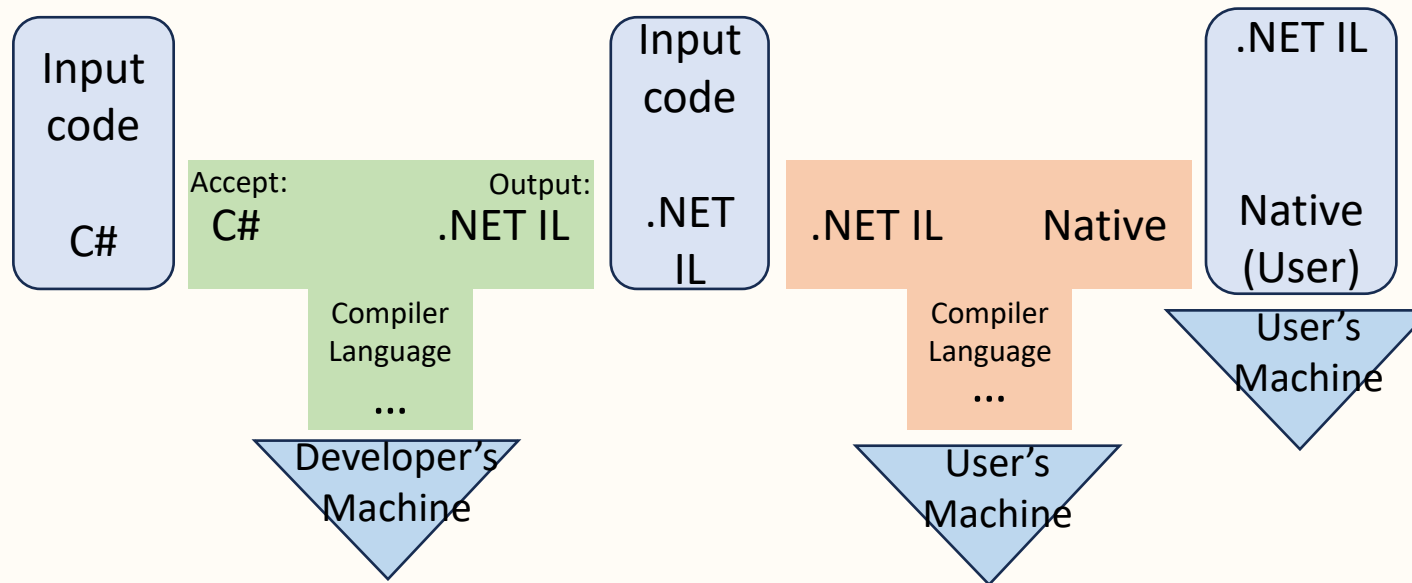 Input
code
C#
Accept:
C#
Output:
.NET IL
Compiler
Language
...
Developer's
Machine
Input
code
.NET
IL
.NET IL
Native
Compiler
Language
...
User's
Machine
.NET IL
Native
(User)
User's
Machine